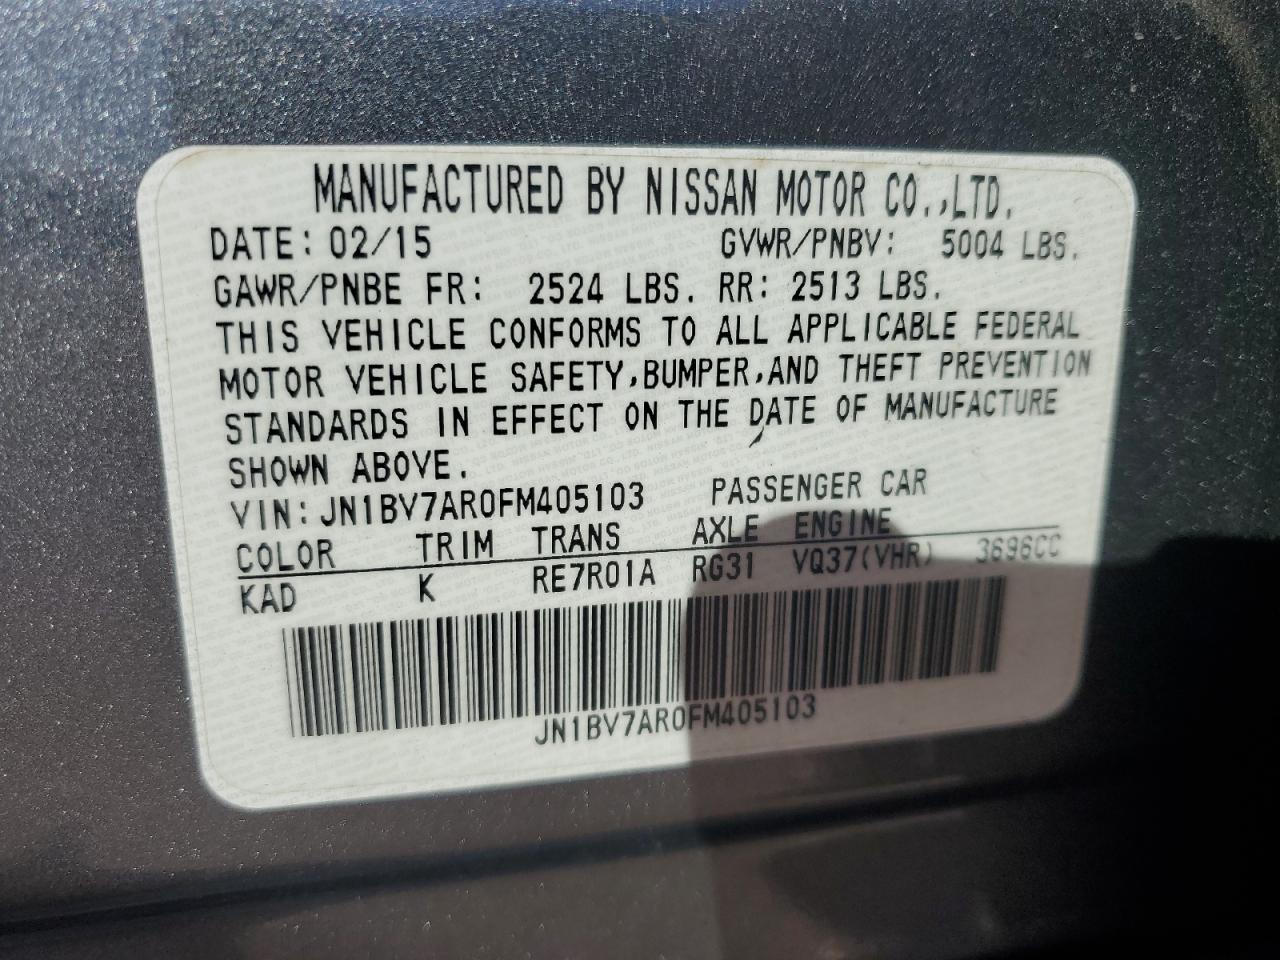 MANUFACTURED BY NISSAN MOTOR CO.,LTD.
DATE: 02/15 GVWR/PNBV: 5004 LBS.
GAWR/PNBE FR: 2524 LBS. RR: 2513 LBS.
THIS VEHICLE CONFORMS TO ALL APPLICABLE FEDERAL
MOTOR VEHICLE SAFETY,BUMPER,AND THEFT PREVENTION
STANDARDS IN EFFECT ON THE DATE OF MANUFACTURE
SHOWN ABOVE.
VIN: JN1BV7AR0FM405103 PASSENGER CAR
COLOR TRIM TRANS AXLE ENGINE
KAD K RE7R01A RG31 VQ37(VHR) 3696CC
JN1BV7AR0FM405103